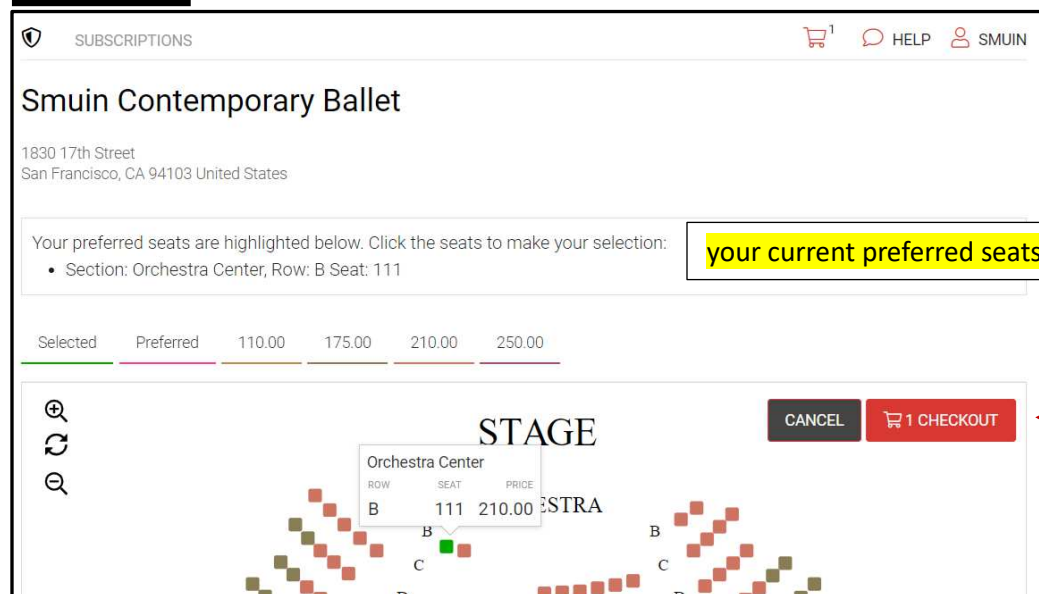 SUBSCRIPTIONS
1
HELP
SMUIN
Smuin Contemporary Ballet
1830 17th Street
San Francisco, CA 94103 United States
Your preferred seats are highlighted below. Click the seats to make your selection:
• Section: Orchestra Center, Row: B Seat: 111
your current preferred seats
Selected Preferred 110.00 175.00 210.00 250.00
CANCEL
1 CHECKOUT
STAGE
Orchestra Center
ROW SEAT PRICE
B 111 210.00
ESTRA
B B
C C